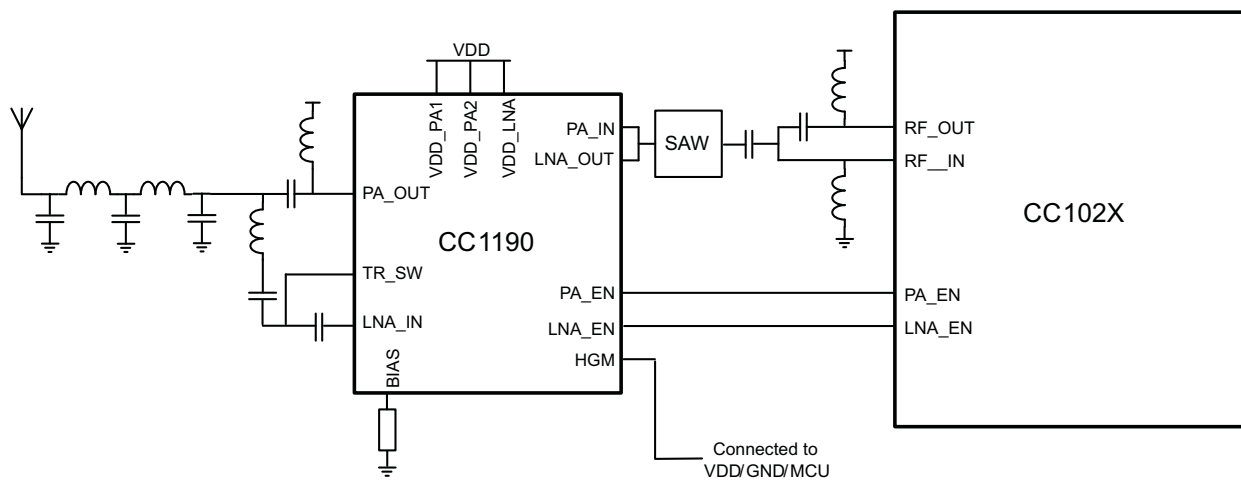 VDD
VDD_PA1
VDD_PA2
VDD_LNA
PA_IN
LNA_OUT
SAW
RF_OUT
RF__IN
PA_OUT
CC1190
CC102X
TR_SW
LNA_IN
PA_EN
LNA_EN
HGM
PA_EN
LNA_EN
BIAS
Connected to
VDD/GND/MCU